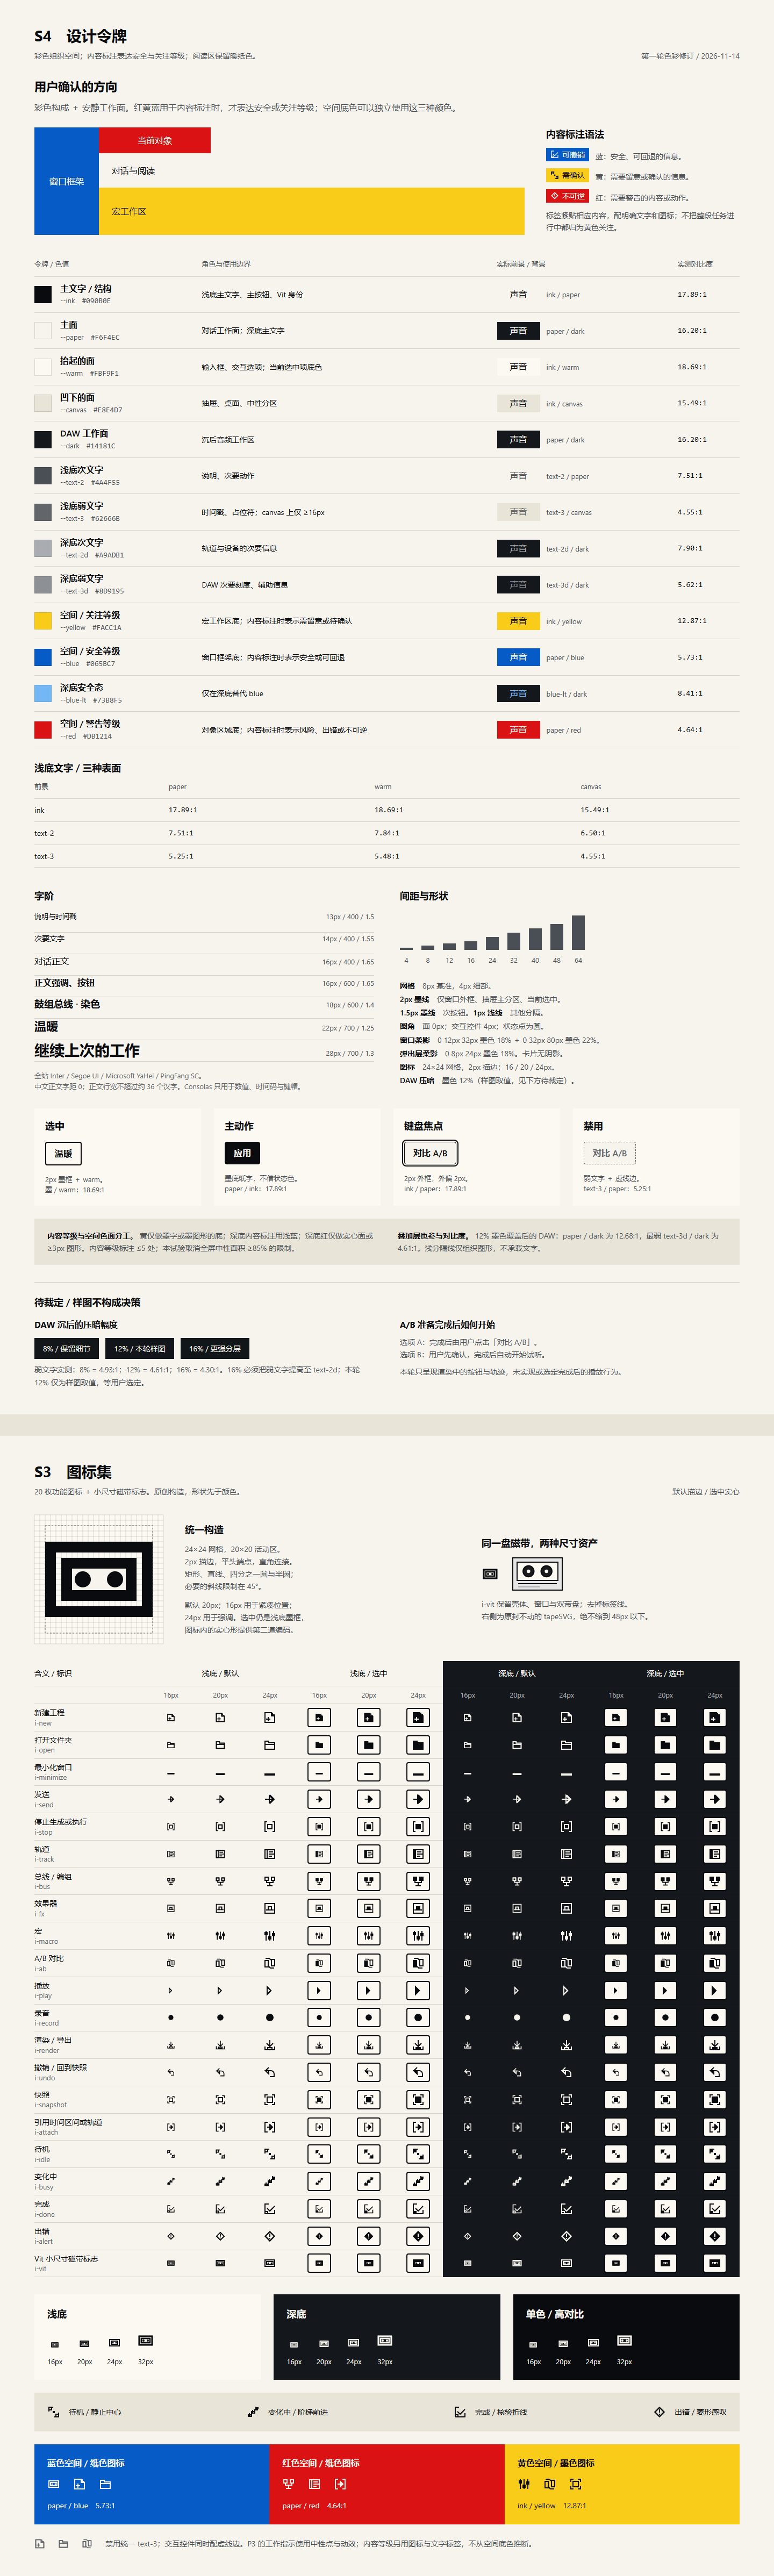 S4 设计令牌
彩色组织空间；内容标注表达安全与关注等级；阅读区保留暖纸色。
第一轮色彩修订 / 2026-11-14
用户确认的方向
彩色构成 + 安静工作面。红黄蓝用于内容标注时，才表达安全或关注等级；空间底色可以独立使用这三种颜色。
窗口框架
当前对象
对话与阅读
宏工作区
内容标注语法
可撤销 蓝：安全、可回退的信息。
需确认 黄：需要留意或确认的信息。
不可逆 红：需要警告的内容或动作。
标签紧贴相应内容，配明确文字和图标；不把整段任务进
行中都归为黄色关注。
令牌 / 色值 角色与使用边界 实际前景 / 背景 实测对比度
主文字 / 结构
--ink #090B0E
浅底主文字、主按钮、Vit 身份 声音 ink / paper 17.89:1
主面
--paper #F6F4EC
对话工作面；深底主文字 声音 paper / dark 16.20:1
抬起的面
--warm #FBF9F1
输入框、交互选项；当前选中项底色 声音 ink / warm 18.69:1
凹下的面
--canvas #E8E4D7
抽屉、桌面、中性分区 声音 ink / canvas 15.49:1
DAW 工作面
--dark #14181C
沉后音频工作区 声音 paper / dark 16.20:1
浅底次文字
--text-2 #4A4F55
说明、次要动作 声音 text-2 / paper 7.51:1
浅底弱文字
--text-3 #62666B
时间戳、占位符；canvas 上仅 ≥16px 声音 text-3 / canvas 4.55:1
深底次文字
--text-2d #A9ADB1
轨道与设备的次要信息 声音 text-2d / dark 7.90:1
深底弱文字
--text-3d #8D9195
DAW 次要刻度、辅助信息 声音 text-3d / dark 5.62:1
空间 / 关注等级
--yellow #FACC1A
宏工作区底；内容标注时表示需留意或待确认 声音 ink / yellow 12.87:1
空间 / 安全等级
--blue #065BC7
窗口框架底；内容标注时表示安全或可回退 声音 paper / blue 5.73:1
深底安全态
--blue-lt #73B8F5
仅在深底替代 blue 声音 blue-lt / dark 8.41:1
空间 / 警告等级
--red #DB1214
对象区域底；内容标注时表示风险、出错或不可逆 声音 paper / red 4.64:1
浅底文字 / 三种表面
前景 paper warm canvas
ink 17.89:1 18.69:1 15.49:1
text-2 7.51:1 7.84:1 6.50:1
text-3 5.25:1 5.48:1 4.55:1
字阶
说明与时间戳 13px / 400 / 1.5
次要文字 14px / 400 / 1.55
对话正文 16px / 400 / 1.65
正文强调、按钮 16px / 600 / 1.65
鼓组总线 · 染色 18px / 600 / 1.4
温暖 22px / 700 / 1.25
继续上次的工作 28px / 700 / 1.3
全站 Inter / Segoe UI / Microsoft YaHei / PingFang SC。
中文正文字距 0；正文行宽不超过约 36 个汉字。Consolas 只用于数值、时间码与键帽。
间距与形状
4 8 12 16 24 32 40 48 64
网格 8px 基准，4px 细部。
2px 墨线 仅窗口外框、抽屉主分区、当前选中。
1.5px 墨线 次按钮。1px 浅线 其他分隔。
圆角 面 0px；交互控件 4px；状态点为圆。
窗口柔影 0 12px 32px 墨色 18% + 0 32px 80px 墨色 22%。
弹出层柔影 0 8px 24px 墨色 18%。卡片无阴影。
图标 24×24 网格，2px 描边；16 / 20 / 24px。
DAW 压暗 墨色 12%（样图取值，见下方待裁定）。
选中
温暖
2px 墨框 + warm。
墨 / warm：18.69:1
主动作
应用
墨底纸字，不借状态色。
paper / ink：17.89:1
键盘焦点
对比 A/B
2px 外框，外偏 2px。
ink / paper：17.89:1
禁用
对比 A/B
弱文字 + 虚线边。
text-3 / paper：5.25:1
内容等级与空间色面分工。 黄仅做墨字或墨图形的底；深底内容标注用浅蓝；深底红仅做实心面或
≥3px 图形。内容等级标注 ≤5 处；本试验取消全屏中性面积 ≥85% 的限制。
叠加层也参与对比度。 12% 墨色覆盖后的 DAW：paper / dark 为 12.68:1，最弱 text-3d / dark 为
4.61:1。浅分隔线仅组织图形，不承载文字。
待裁定 / 样图不构成决策
DAW 沉后的压暗幅度
8% / 保留细节 12% / 本轮样图 16% / 更强分层
弱文字实测：8% = 4.93:1；12% = 4.61:1；16% = 4.30:1。16% 必须把弱文字提高至 text-2d；本轮
12% 仅为样图取值，等用户选定。
A/B 准备完成后如何开始
选项 A：完成后由用户点击「对比 A/B」。
选项 B：用户先确认，完成后自动开始试听。
本轮只呈现渲染中的按钮与轨迹，未实现或选定完成后的播放行为。
S3 图标集
20 枚功能图标 + 小尺寸磁带标志。原创构造，形状先于颜色。
默认描边 / 选中实心
统一构造
24×24 网格，20×20 活动区。
2px 描边，平头端点，直角连接。
矩形、直线、四分之一圆与半圆；
必要的斜线限制在 45°。
默认 20px；16px 用于紧凑位置；
24px 用于强调。选中仍是浅底墨框，
图标内的实心形提供第二道编码。
同一盘磁带，两种尺寸资产
i-vit 保留壳体、窗口与双带盘；去掉标签线。
右侧为原封不动的 tapeSVG，绝不缩到 48px 以下。
含义 / 标识 浅底 / 默认 浅底 / 选中 深底 / 默认 深底 / 选中
16px 20px 24px 16px 20px 24px 16px 20px 24px 16px 20px 24px
新建工程
i-new
打开文件夹
i-open
最小化窗口
i-minimize
发送
i-send
停止生成或执行
i-stop
轨道
i-track
总线 / 编组
i-bus
效果器
i-fx
宏
i-macro
A/B 对比
i-ab
播放
i-play
录音
i-record
渲染 / 导出
i-render
撤销 / 回到快照
i-undo
快照
i-snapshot
引用时间区间或轨道
i-attach
待机
i-idle
变化中
i-busy
完成
i-done
出错
i-alert
Vit 小尺寸磁带标志
i-vit
浅底
16px 20px 24px 32px
深底
16px 20px 24px 32px
单色 / 高对比
16px 20px 24px 32px
待机 / 静止中心 变化中 / 阶梯前进 完成 / 核验折线 出错 / 菱形感叹
蓝色空间 / 纸色图标
paper / blue 5.73:1
红色空间 / 纸色图标
paper / red 4.64:1
黄色空间 / 墨色图标
ink / yellow 12.87:1
禁用统一 text-3；交互控件同时配虚线边。P3 的工作指示使用中性点与动效；内容等级另用图标与文字标签，不从空间底色推断。